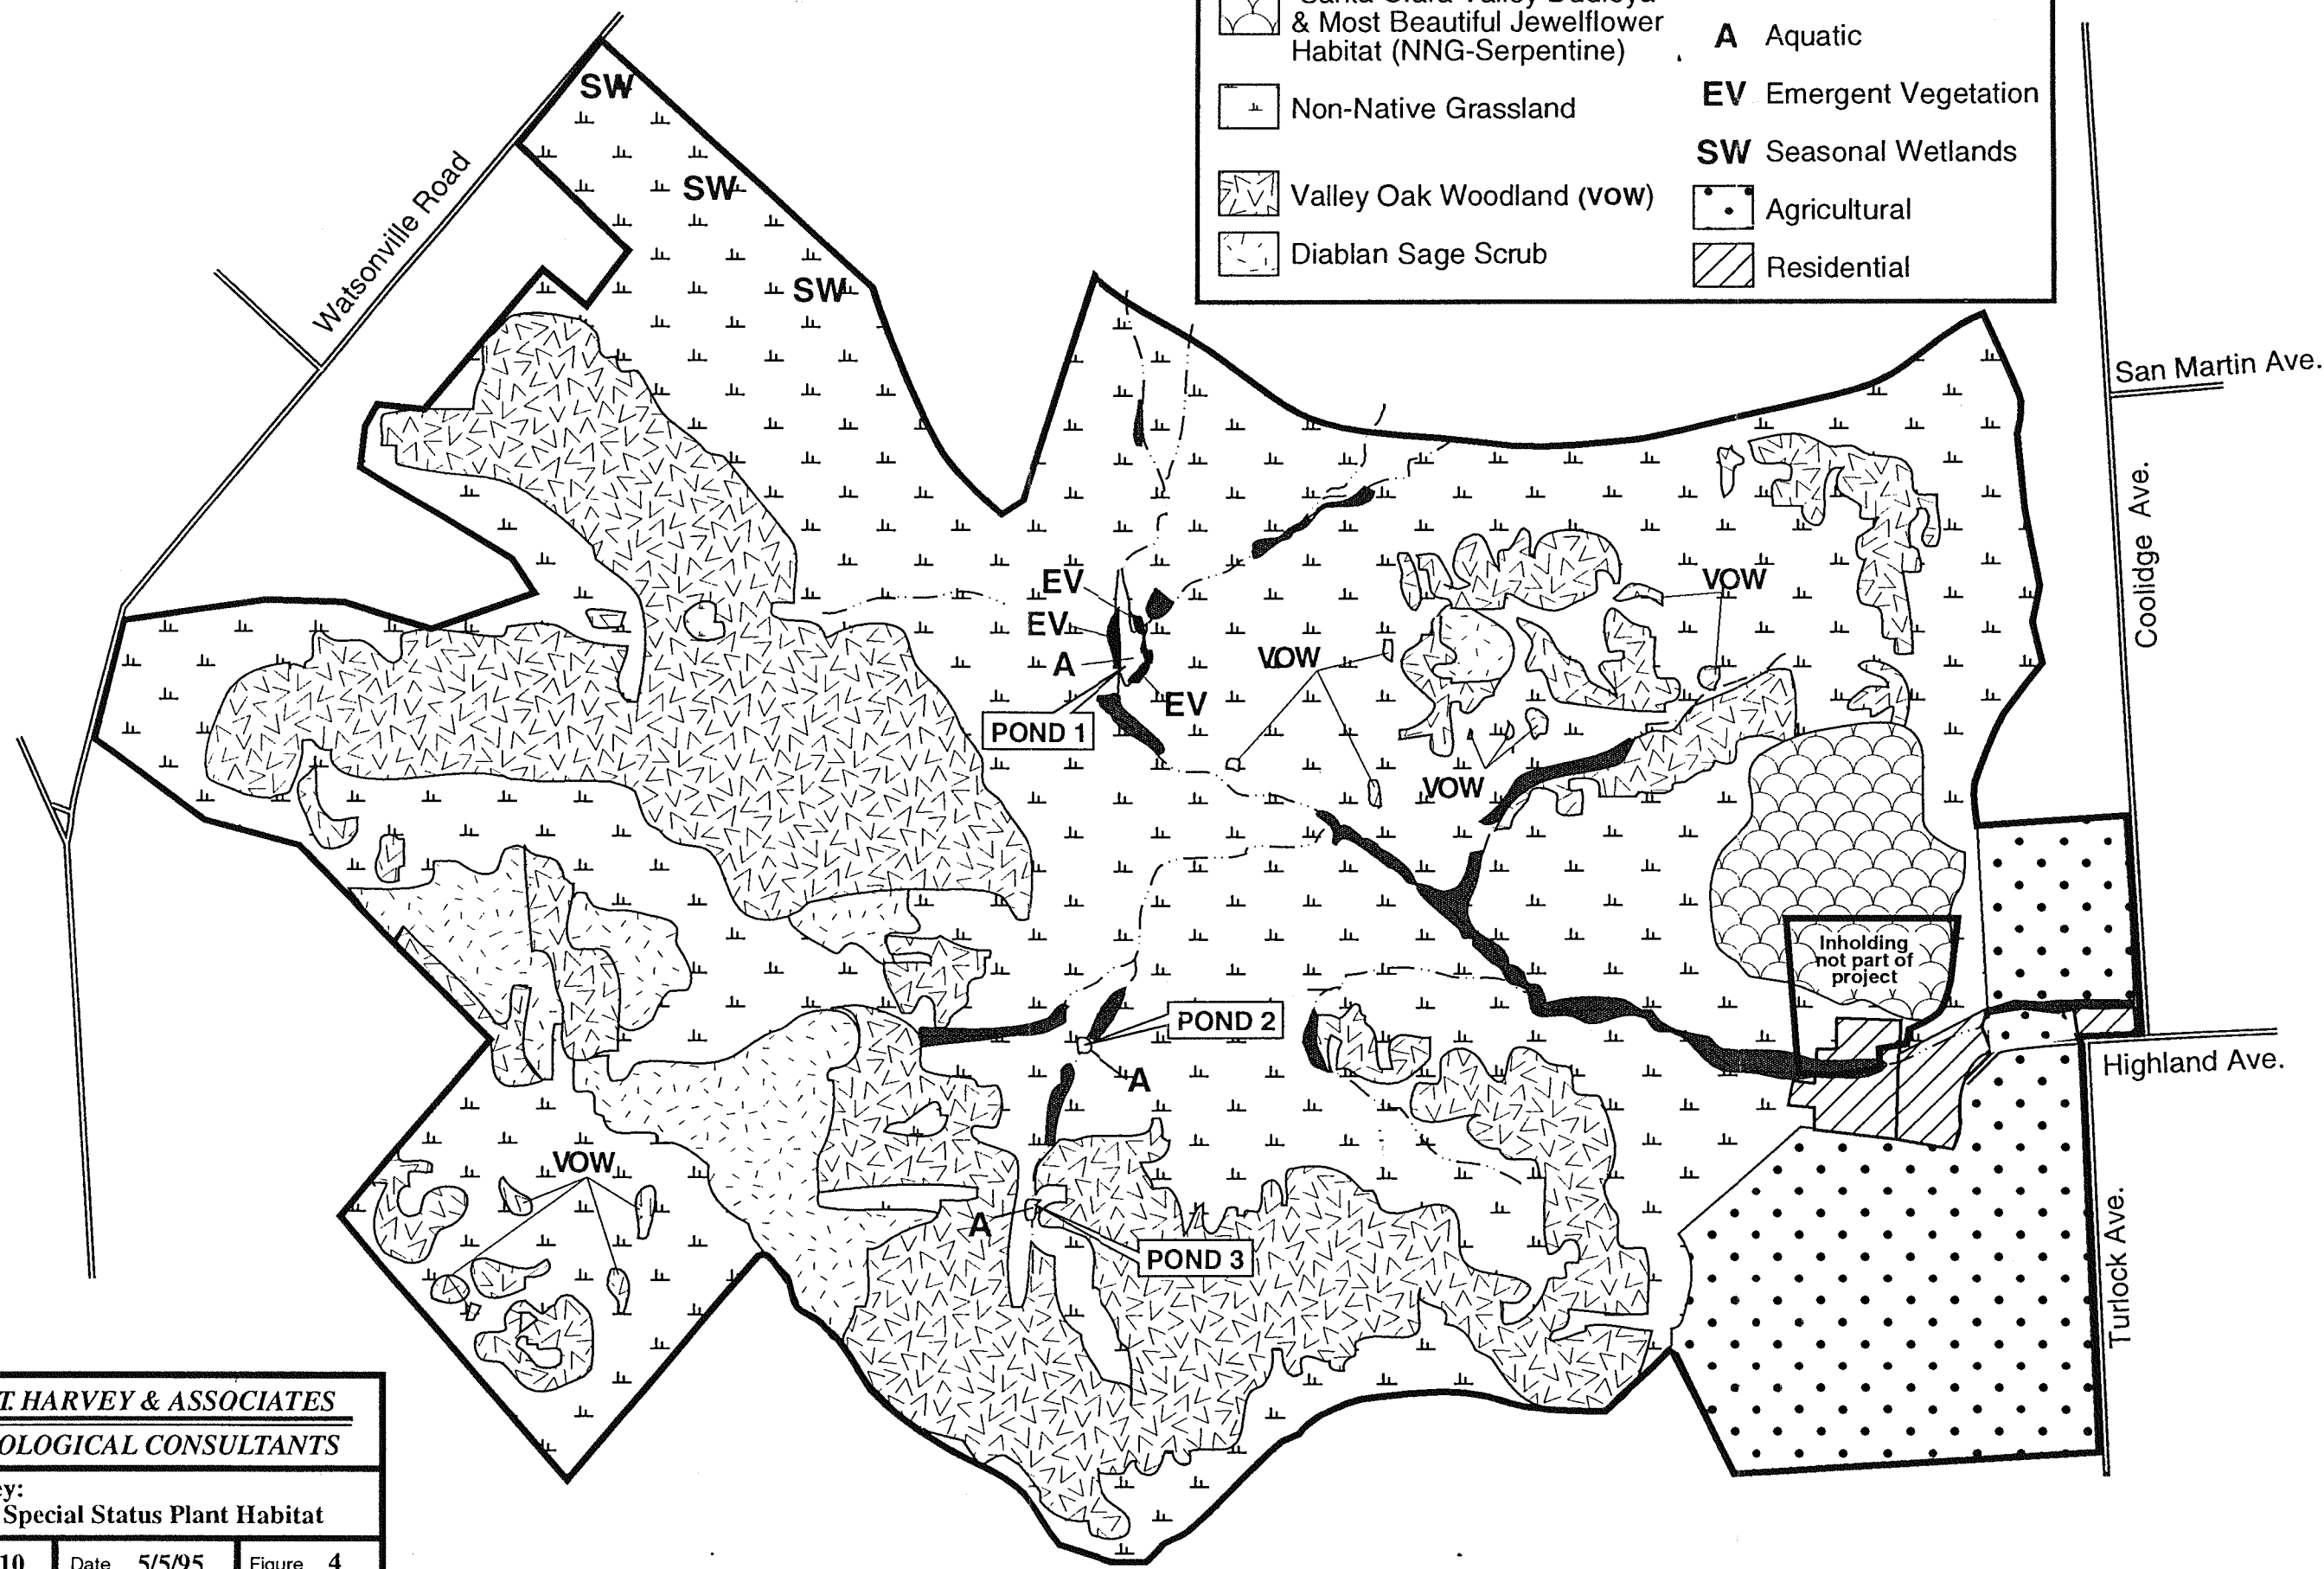 & Most Beautiful Jewelflower
Habitat (NNG-Serpentine)
Non-Native Grassland
Valley Oak Woodland (VOW)
Diablan Sage Scrub
A Aquatic
EV Emergent Vegetation
SW Seasonal Wetlands
Agricultural
Residential
SW
SW
SW
Watsonville Road
San Martin Ave.
Coolidge Ave.
EV
EV
A
EV
POND 1
VOW
VOW
VOW
Inholding
not part of
project
POND 2
A
Highland Ave.
VOW
A
POND 3
Turlock Ave.
T. HARVEY & ASSOCIATES
OLOGICAL CONSULTANTS
ey:
Special Status Plant Habitat
10
Date 5/5/95
Figure 4